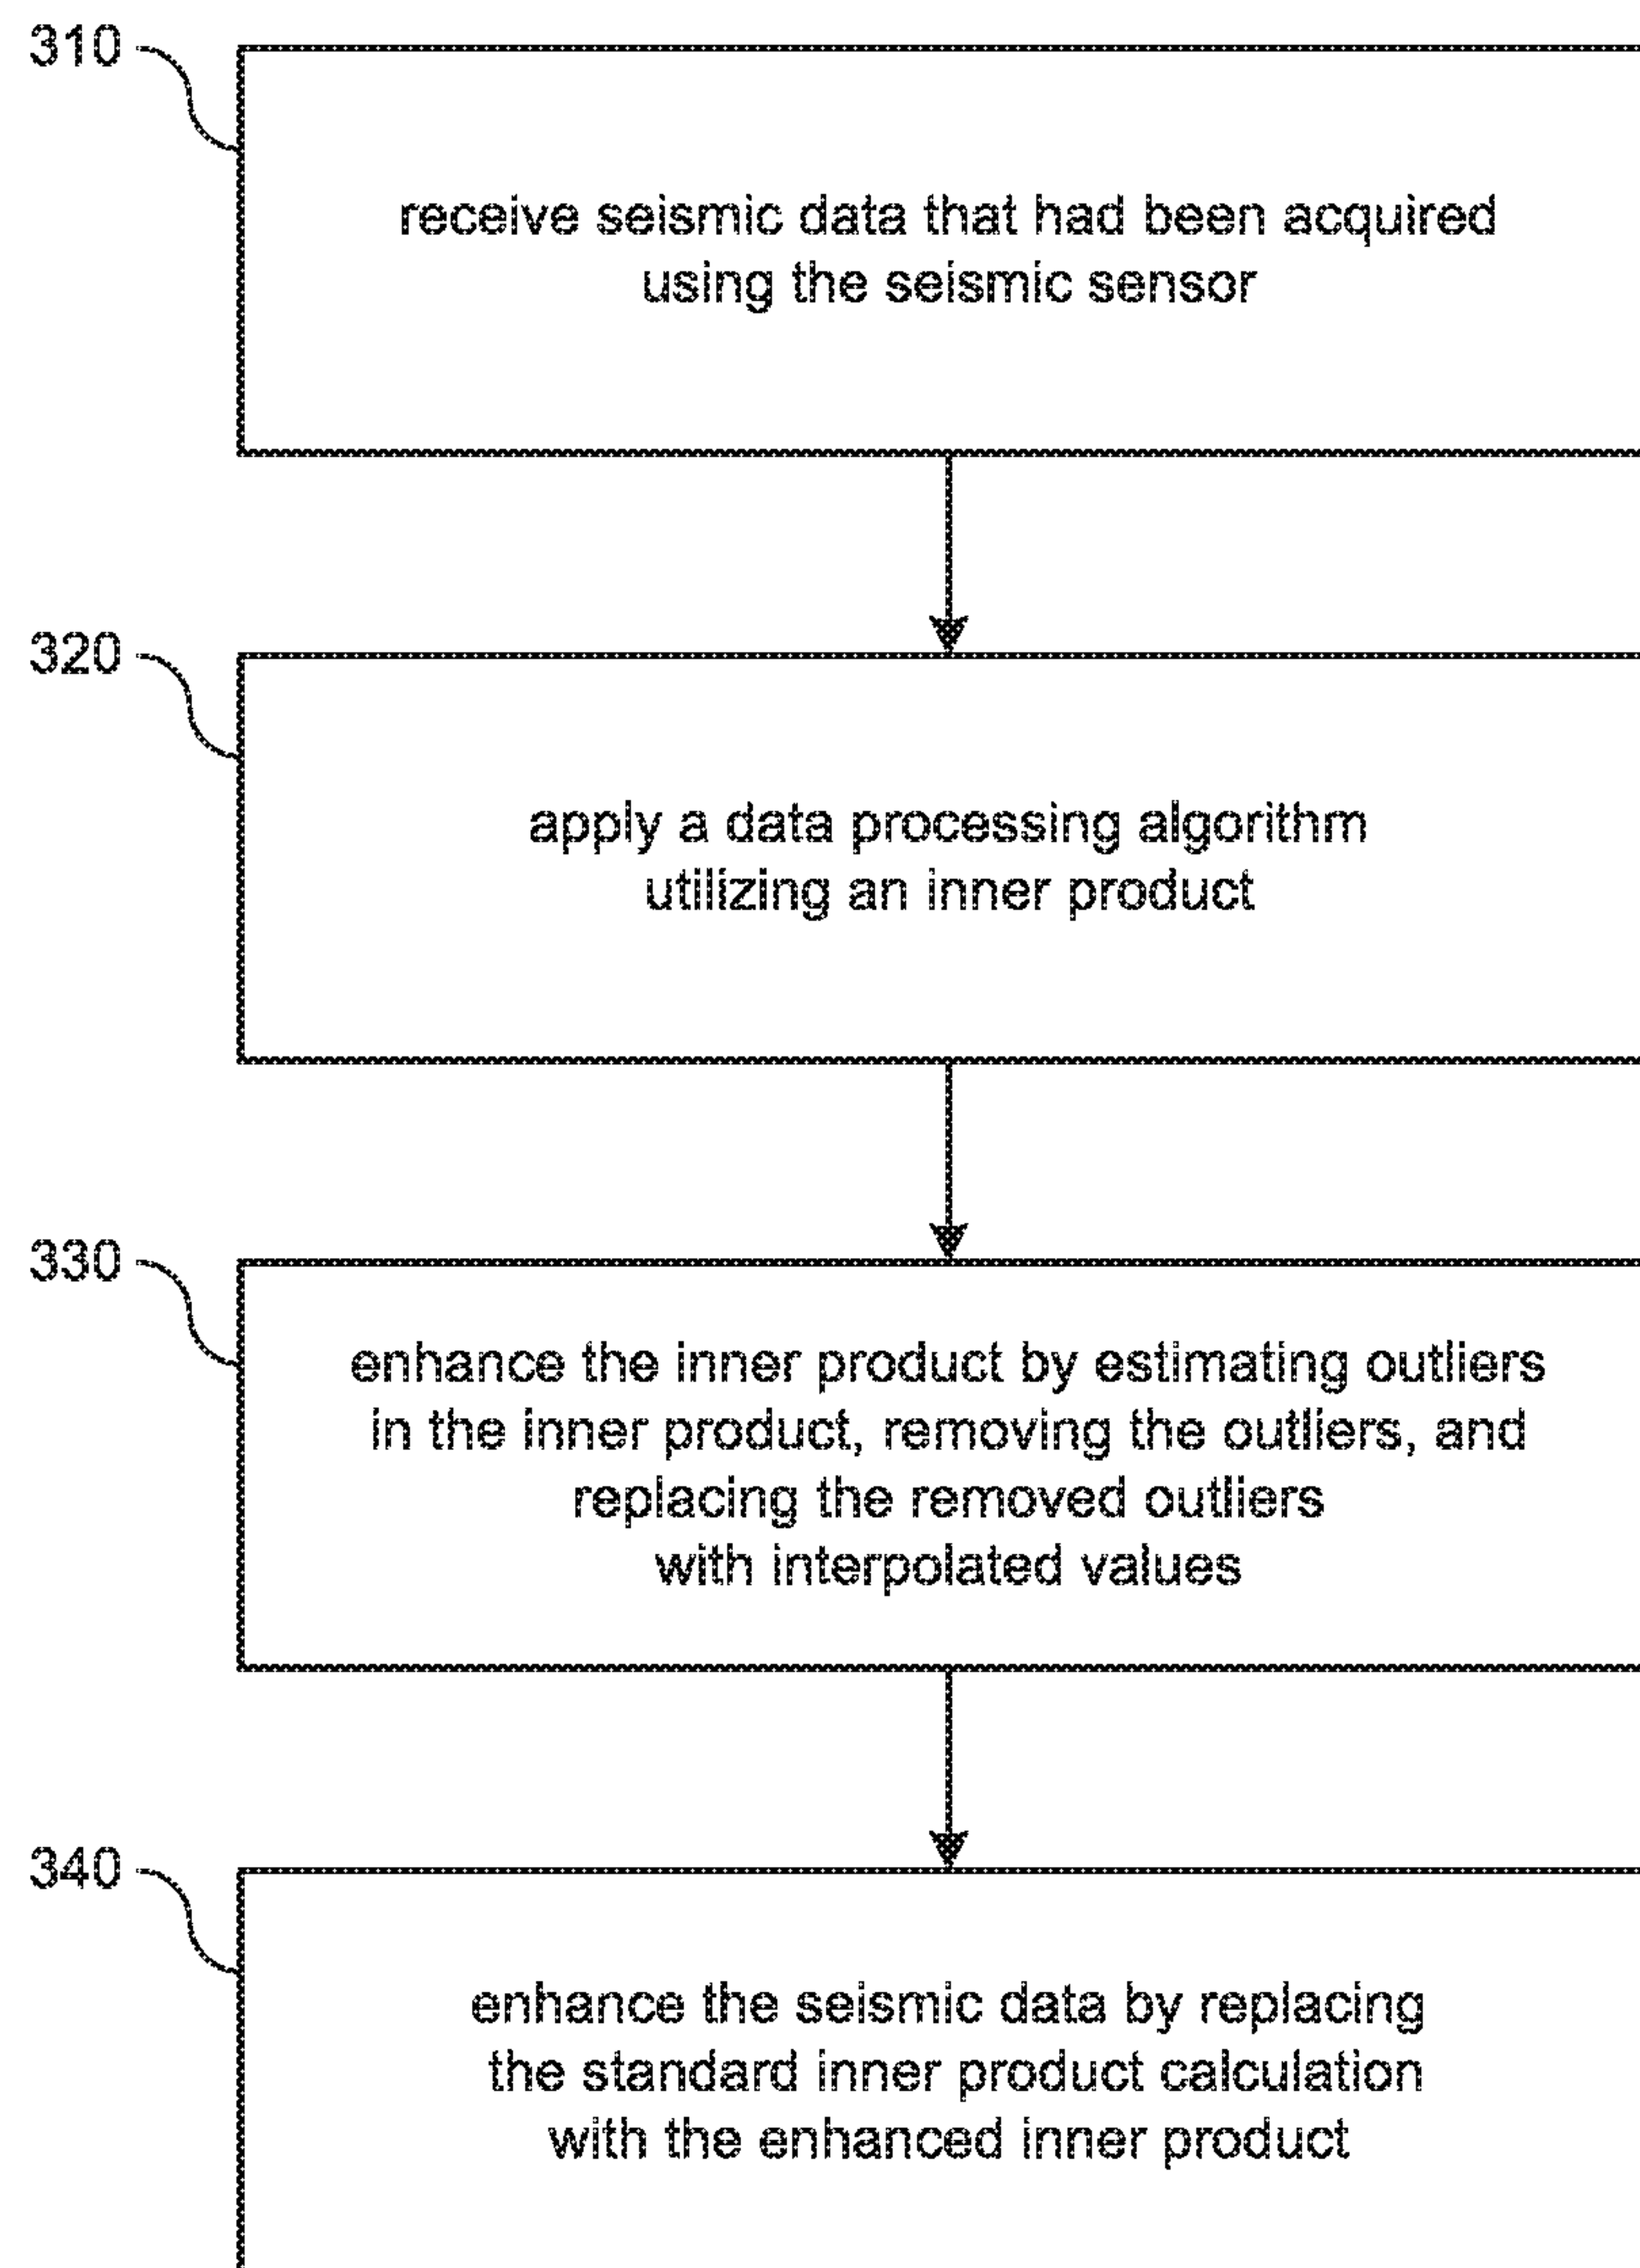 310
receive seismic data that had been acquired
using the seismic sensor
320
apply a data processing algorithm
utilizing an inner product
330
enhance the inner product by estimating outliers
in the inner product, removing the outliers, and
replacing the removed outliers
with interpolated values
340
enhance the seismic data by replacing
the standard inner product calculation
with the enhanced inner product